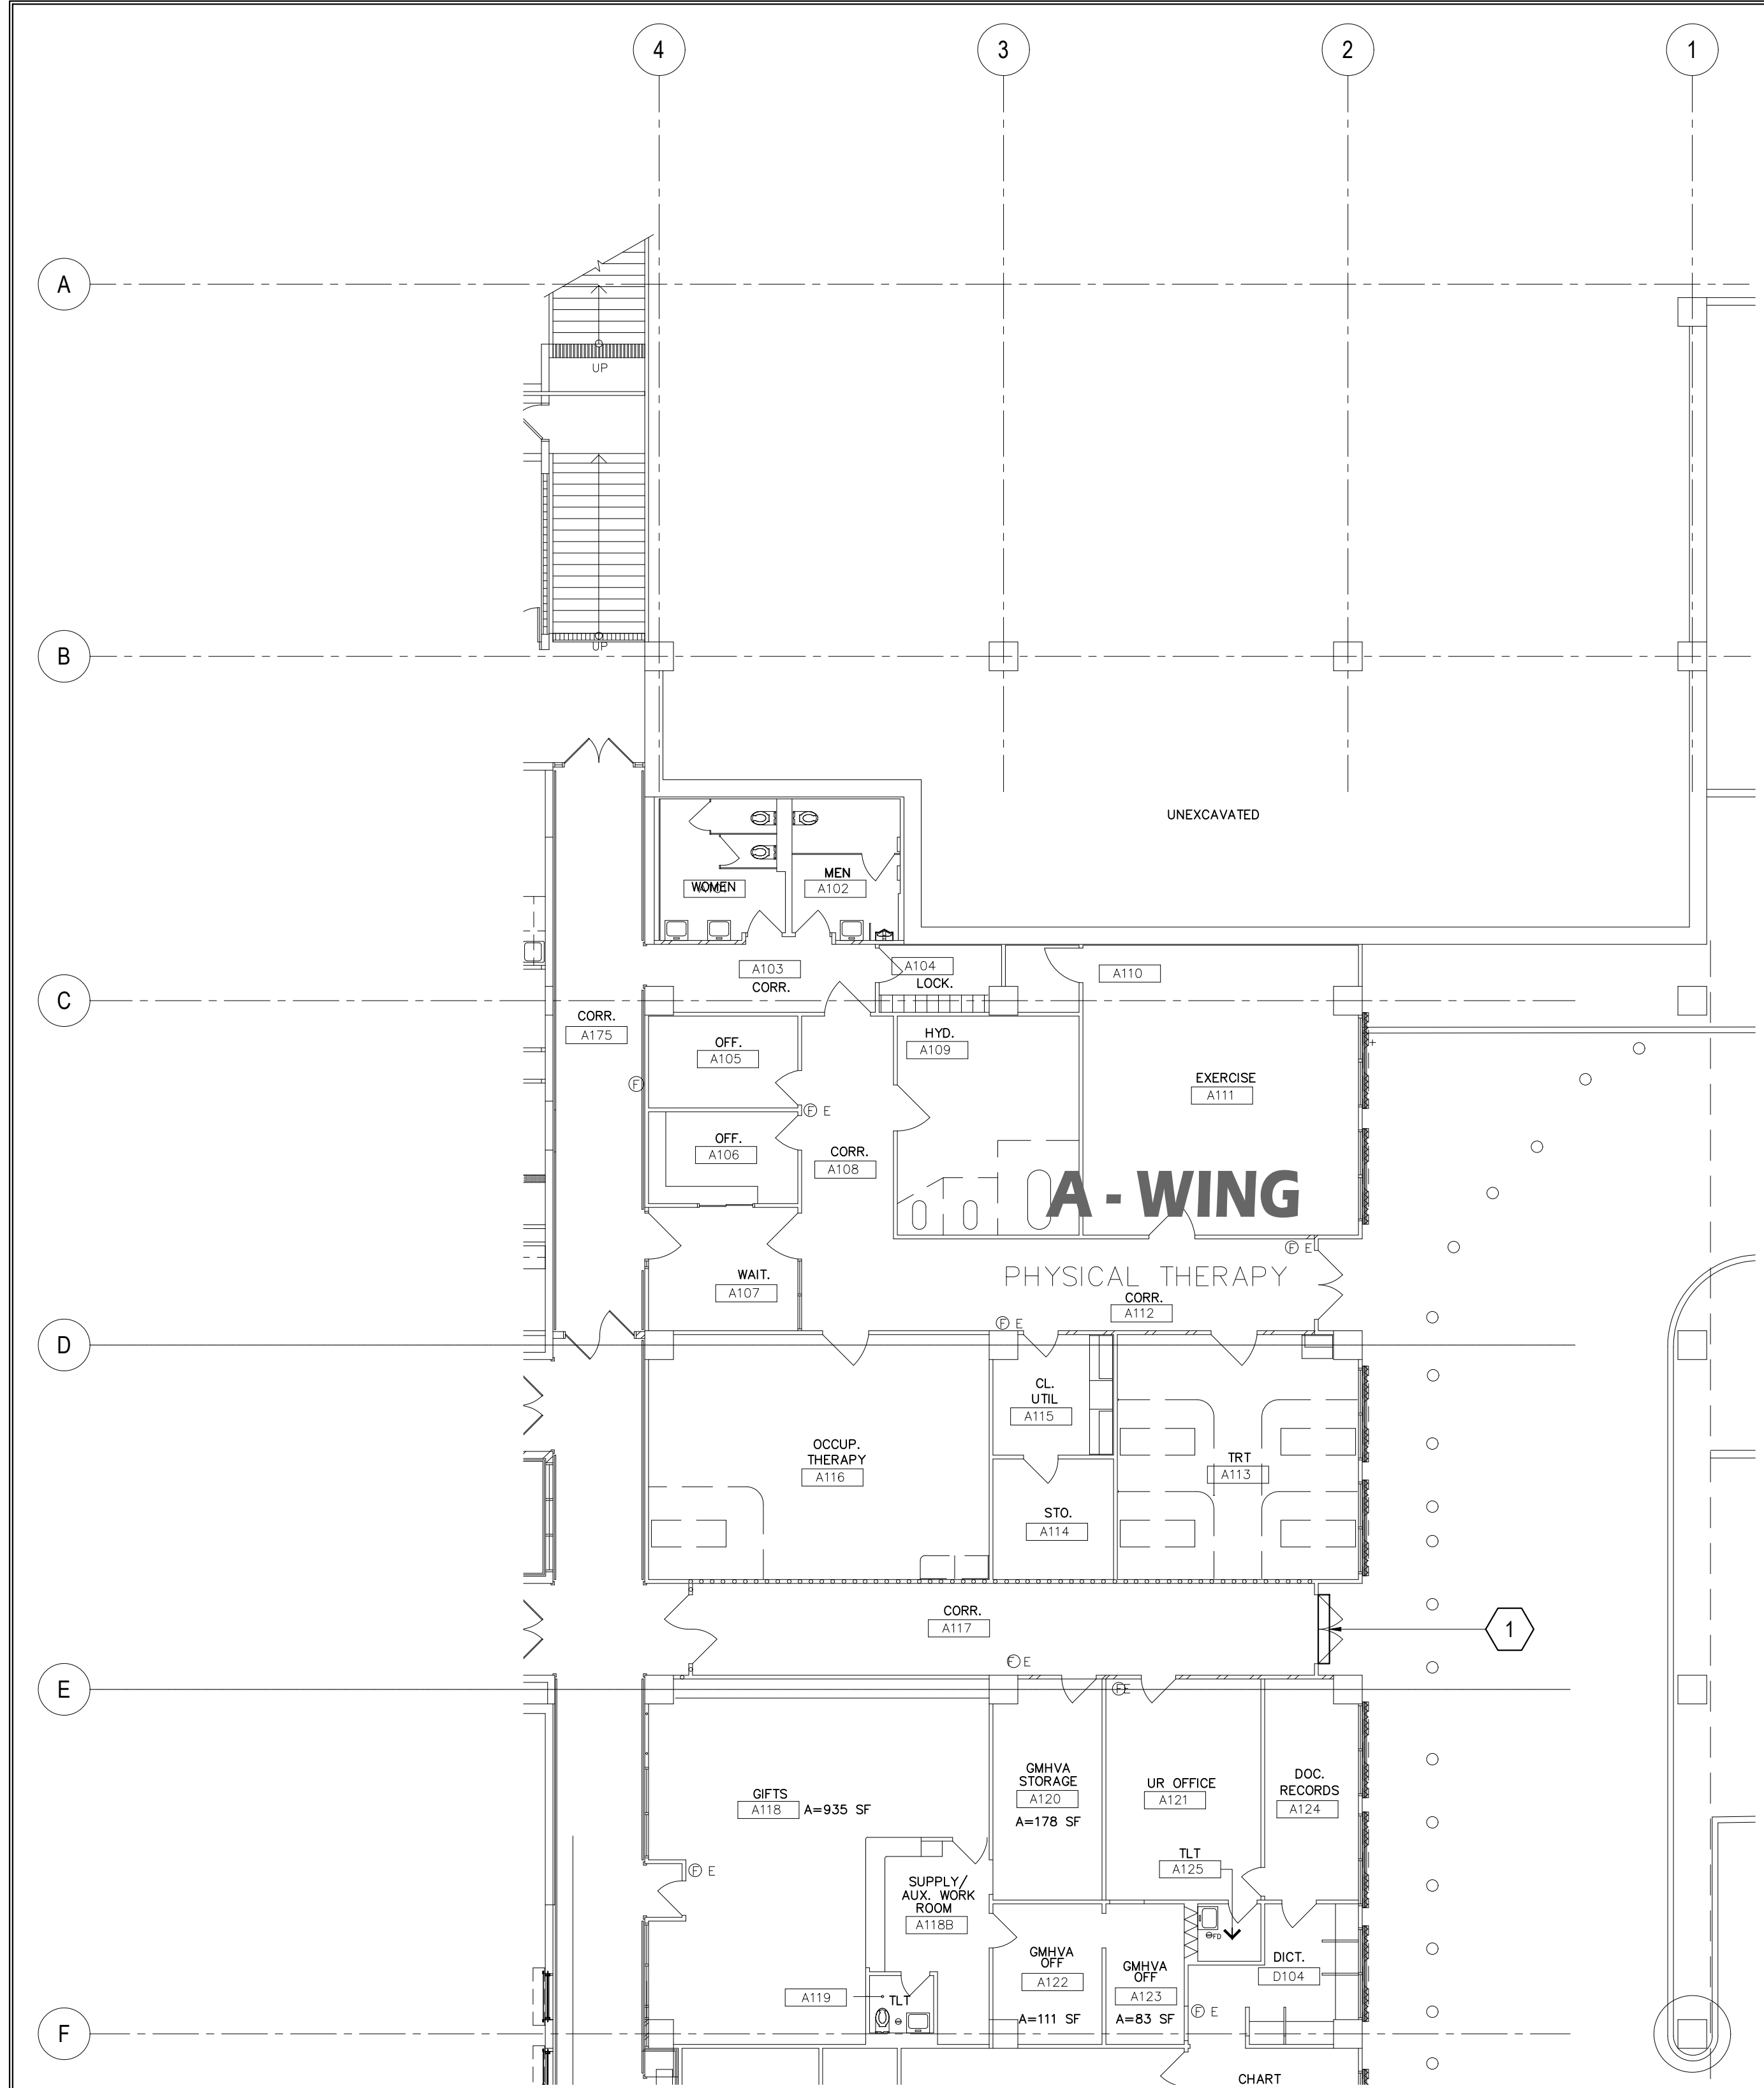 4
3
2
1
A
UP
B
UP
UNEXCAVATED
MEN
WOMEN
A102
A103
CORR.
A104
LOCK.
A110
C
CORR.
A175
OFF.
A105
HYD.
A109
EXERCISE
A111
F
F E
OFF.
A106
CORR.
A108
A - WING
F E
PHYSICAL THERAPY
WAIT.
A107
CORR.
A112
F E
D
CL.
UTIL
A115
OCCUP.
THERAPY
A116
TRT
A113
STO.
A114
CORR.
A117
1
F E
E
FE
GIFTS
A118 A=935 SF
GMHVA
STORAGE
A120
A=178 SF
UR OFFICE
A121
DOC.
RECORDS
A124
TLT
A125
F E
SUPPLY/
AUX. WORK
ROOM
A118B
FD
GMHVA
OFF
A122
A=111 SF
GMHVA
OFF
A123
A=83 SF
DICT.
D104
A119
TLT
F E
F
CHART